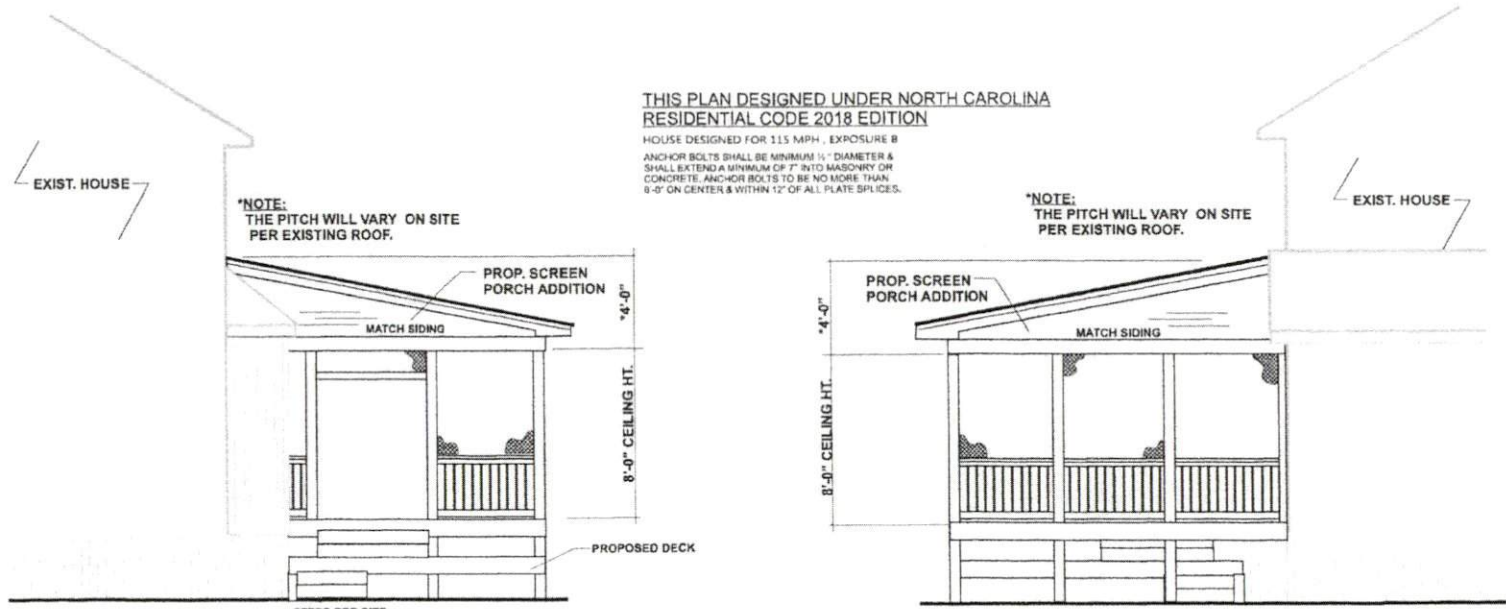 THIS PLAN DESIGNED UNDER NORTH CAROLINA
RESIDENTIAL CODE 2018 EDITION
HOUSE DESIGNED FOR 115 MPH, EXPOSURE B
ANCHOR BOLTS SHALL BE MINIMUM ½" DIAMETER &
SHALL EXTEND A MINIMUM OF 7" INTO MASONRY OR
CONCRETE. ANCHOR BOLTS TO BE NO MORE THAN
6'-0" ON CENTER & WITHIN 12" OF ALL PLATE SPLICES.
EXIST. HOUSE
*NOTE:
THE PITCH WILL VARY ON SITE
PER EXISTING ROOF.
PROP. SCREEN
PORCH ADDITION
MATCH SIDING
*4'-0"
8'-0" CEILING HT.
PROPOSED DECK
STEPS PER SITE
*NOTE:
THE PITCH WILL VARY ON SITE
PER EXISTING ROOF.
EXIST. HOUSE
PROP. SCREEN
PORCH ADDITION
MATCH SIDING
*4'-0"
8'-0" CEILING HT.